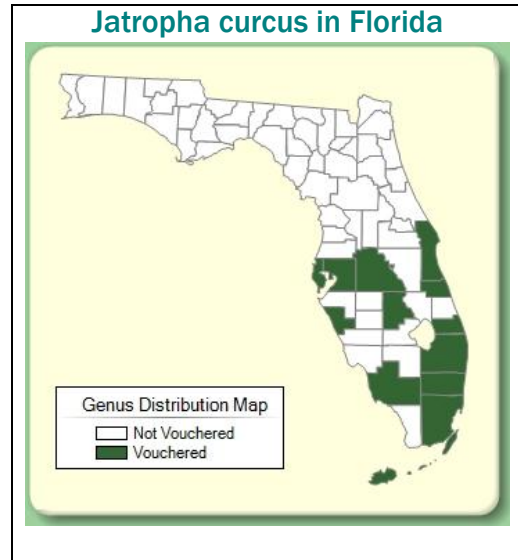 Jatropha curcus in Florida
Genus Distribution Map
Not Vouchered
Vouchered